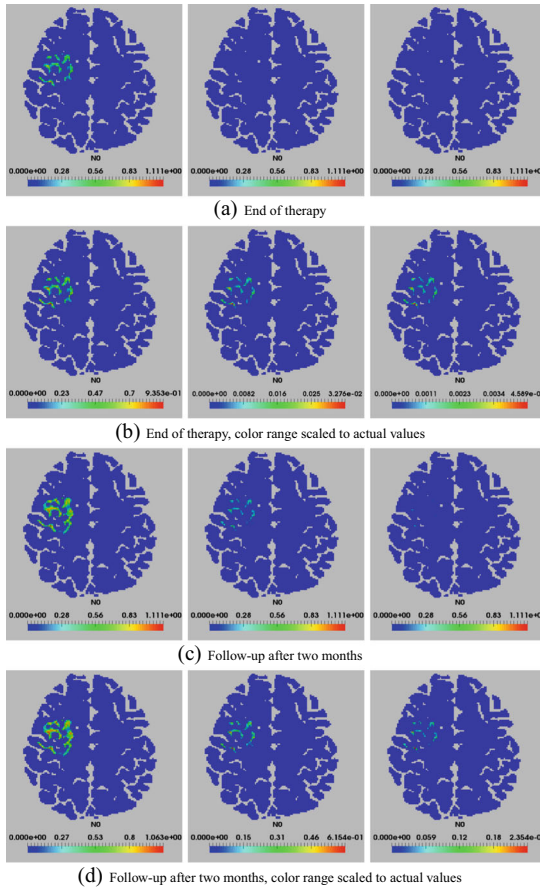 N0 N0 N0
0.000e+00 0.28 0.56 0.83 1.111e+00 0.000e+00 0.28 0.56 0.83 1.111e+00 0.000e+00 0.28 0.56 0.83 1.111e+00
(a) End of therapy
N0 N0 N0
0.000e+00 0.23 0.47 0.7 9.353e-01 0.000e+00 0.0082 0.016 0.025 3.276e-02 0.000e+00 0.0011 0.0023 0.0034 4.589e-0
(b) End of therapy, color range scaled to actual values
N0 N0 N0
0.000e+00 0.28 0.56 0.83 1.111e+00 0.000e+00 0.28 0.56 0.83 1.111e+00 0.000e+00 0.28 0.56 0.83 1.111e+00
(c) Follow-up after two months
N0 N0 N0
0.000e+00 0.27 0.53 0.8 1.063e+00 0.000e+00 0.15 0.31 0.46 6.154e-01 0.000e+00 0.059 0.12 0.18 2.354e-01
(d) Follow-up after two months, color range scaled to actual values